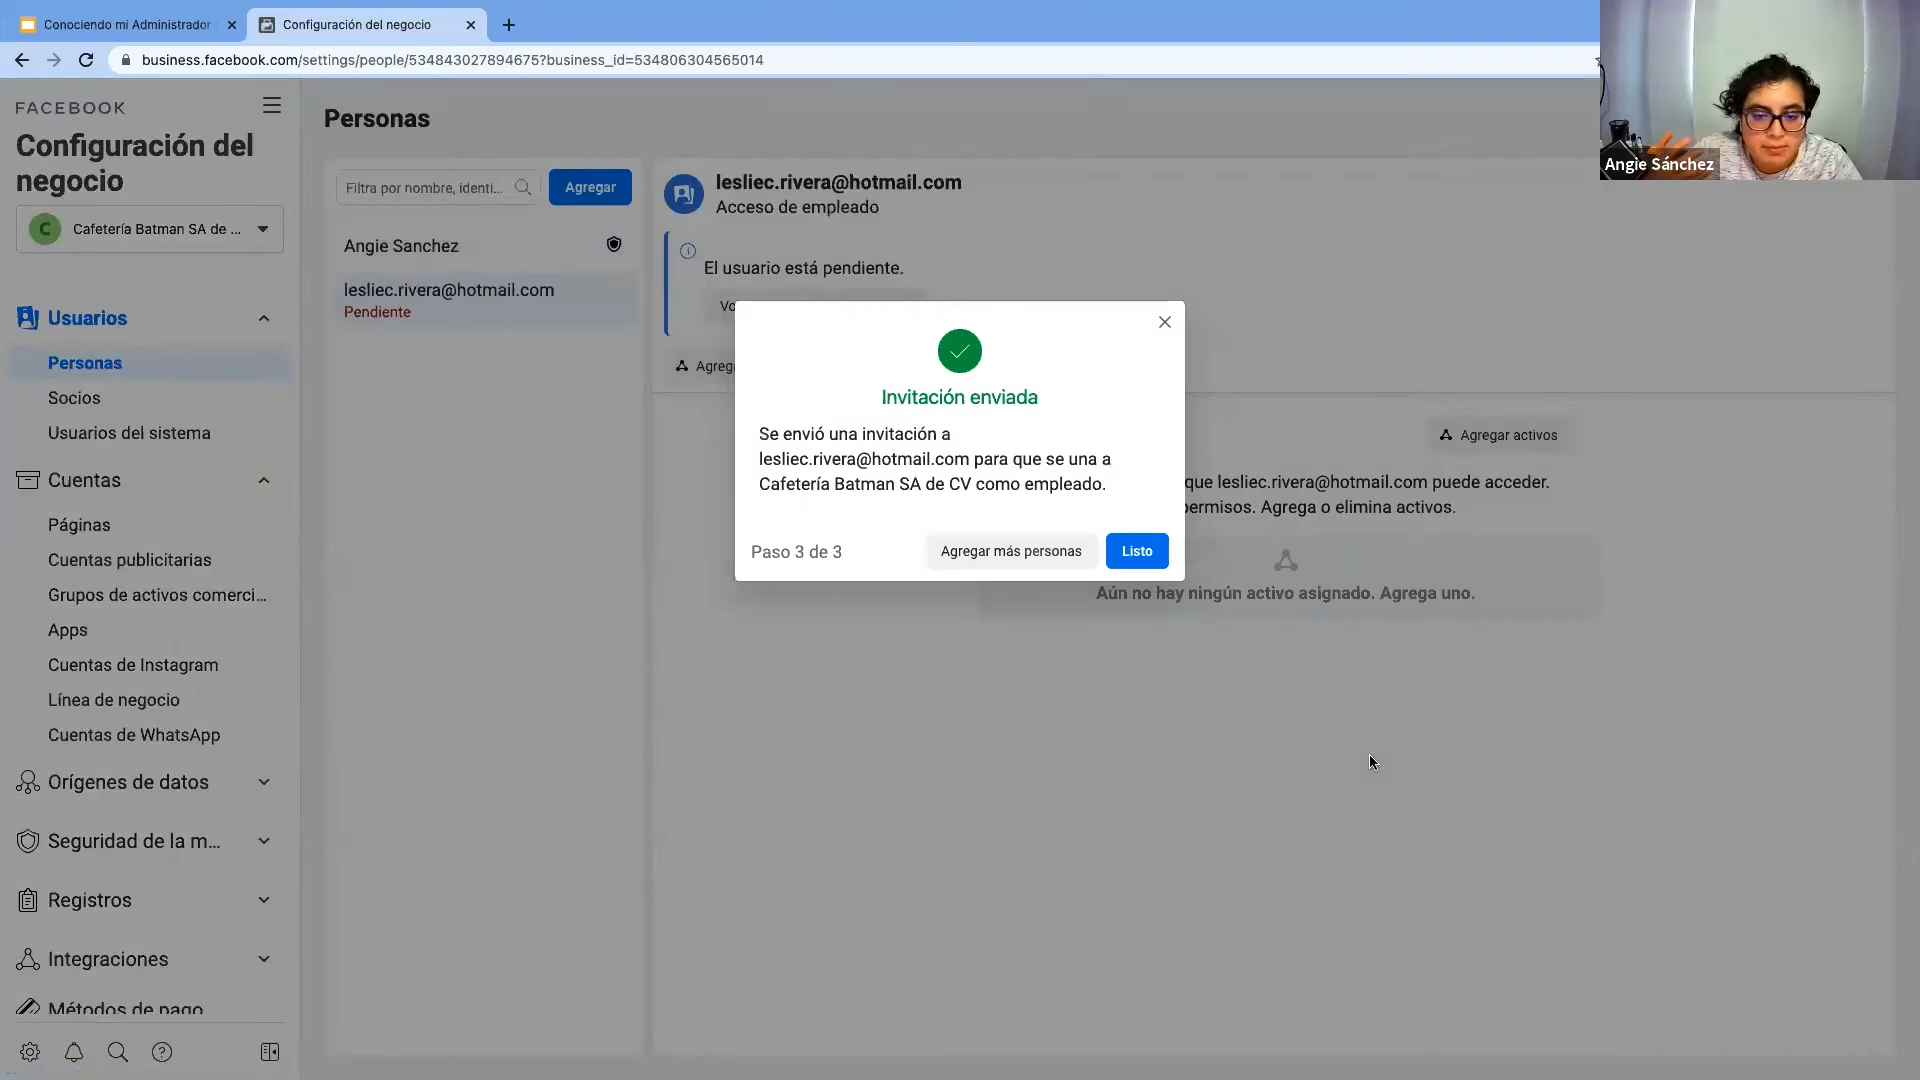 Conociendo mi Administrador
Configuración del negocio
business.facebook.com/settings/people/534843027894675?business_id=534806304565014
Angie Sánchez
FACEBOOK
Configuración del
negocio
C
Cafetería Batman SA de ...
Usuarios
Personas
Socios
Usuarios del sistema
Cuentas
Páginas
Cuentas publicitarias
Grupos de activos comerci...
Apps
Cuentas de Instagram
Línea de negocio
Cuentas de WhatsApp
Orígenes de datos
Seguridad de la m...
Registros
Integraciones
Métodos de pago
Personas
Filtra por nombre, identi...
Agregar
Angie Sanchez
lesliec.rivera@hotmail.com
Pendiente
lesliec.rivera@hotmail.com
Acceso de empleado
El usuario está pendiente.
Invitación enviada
Se envió una invitación a
lesliec.rivera@hotmail.com para que se una a
Cafetería Batman SA de CV como empleado.
Paso 3 de 3
Agregar más personas
Listo
Agregar activos
que lesliec.rivera@hotmail.com puede acceder.
permisos. Agrega o elimina activos.
Aún no hay ningún activo asignado. Agrega uno.